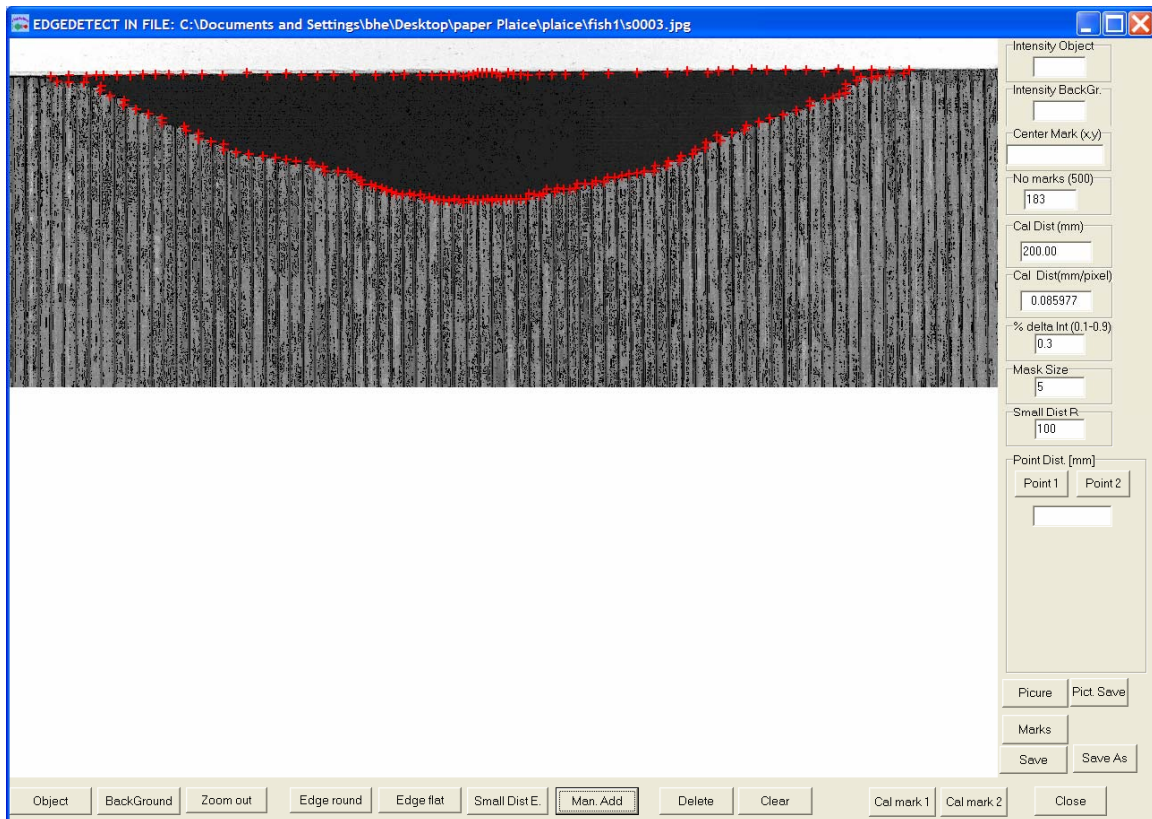 EDGEDETECT IN FILE: C:\Documents and Settings\bhe\Desktop\paper Plaice\plaice\fish1\s0003.jpg
Intensity Object
Intensity BackGr.
Center Mark (x,y)
No marks (500)
183
Cal Dist (mm)
200.00
Cal Dist(mm/pixel)
0.085977
% delta Int (0.1-0.9)
0.3
Mask Size
5
Small Dist R
100
Point Dist. [mm]
Point 1 Point 2
Picure Pict. Save
Marks
Save Save As
Object BackGround Zoom out Edge round Edge flat Small Dist E. Man. Add Delete Clear Cal mark 1 Cal mark 2 Close